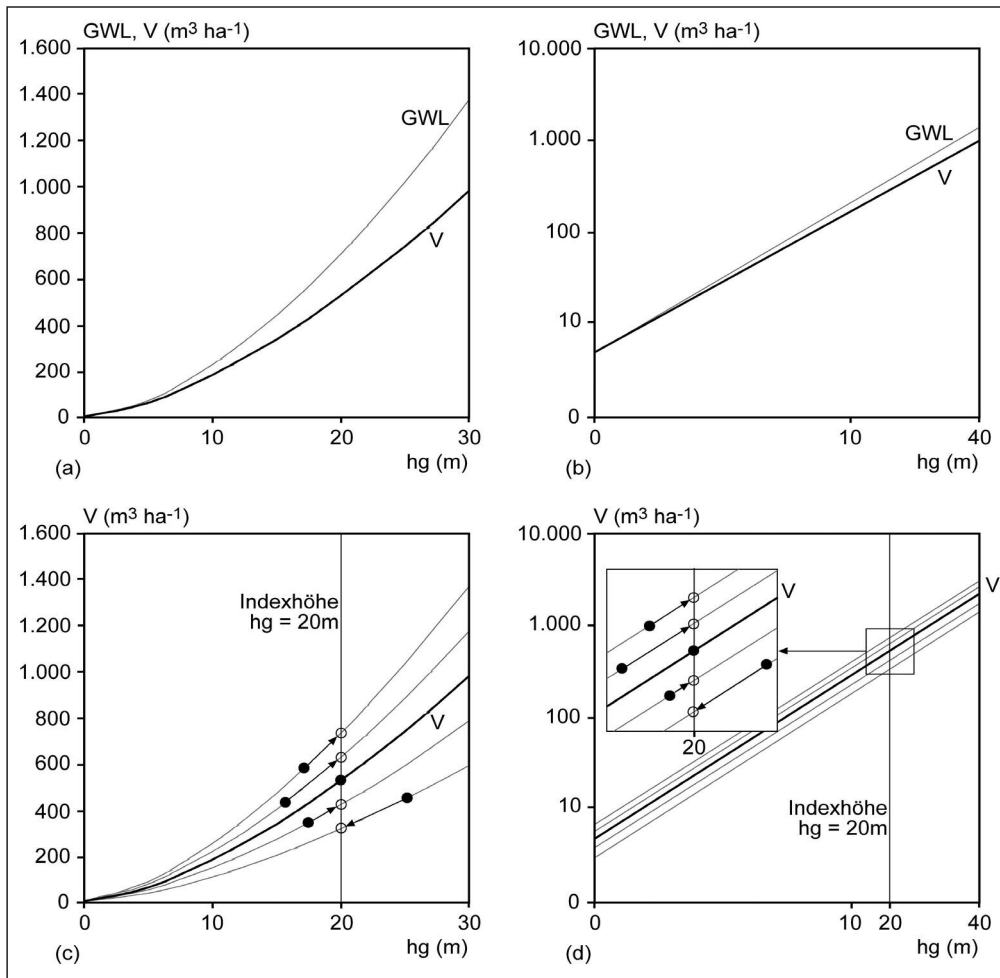 GWL, V (m³ ha-¹)
1.600
1.400
1.200
1.000
800
600
400
200
0
GWL
V
0 10 20 30
hg (m)
(a)
GWL, V (m³ ha-¹)
10.000
1.000
100
10
0
GWL
V
0 10 40
hg (m)
(b)
V (m³ ha-¹)
1.600
1.400
1.200
1.000
800
600
400
200
0
Indexhöhe
hg = 20m
V
0 10 20 30
hg (m)
(c)
V (m³ ha-¹)
10.000
1.000
100
10
0
V
20
V
Indexhöhe
hg = 20m
0 10 20 40
hg (m)
(d)